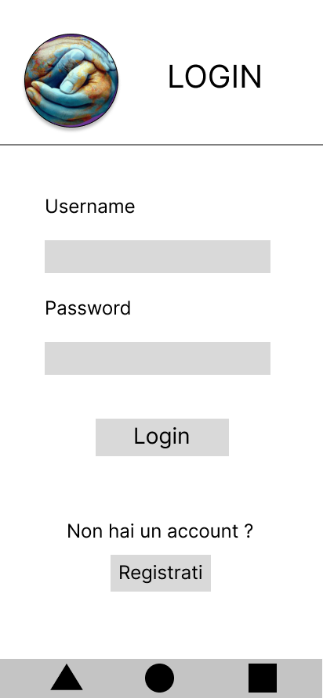 LOGIN
Username
Password
Login
Non hai un account ?
Registrati